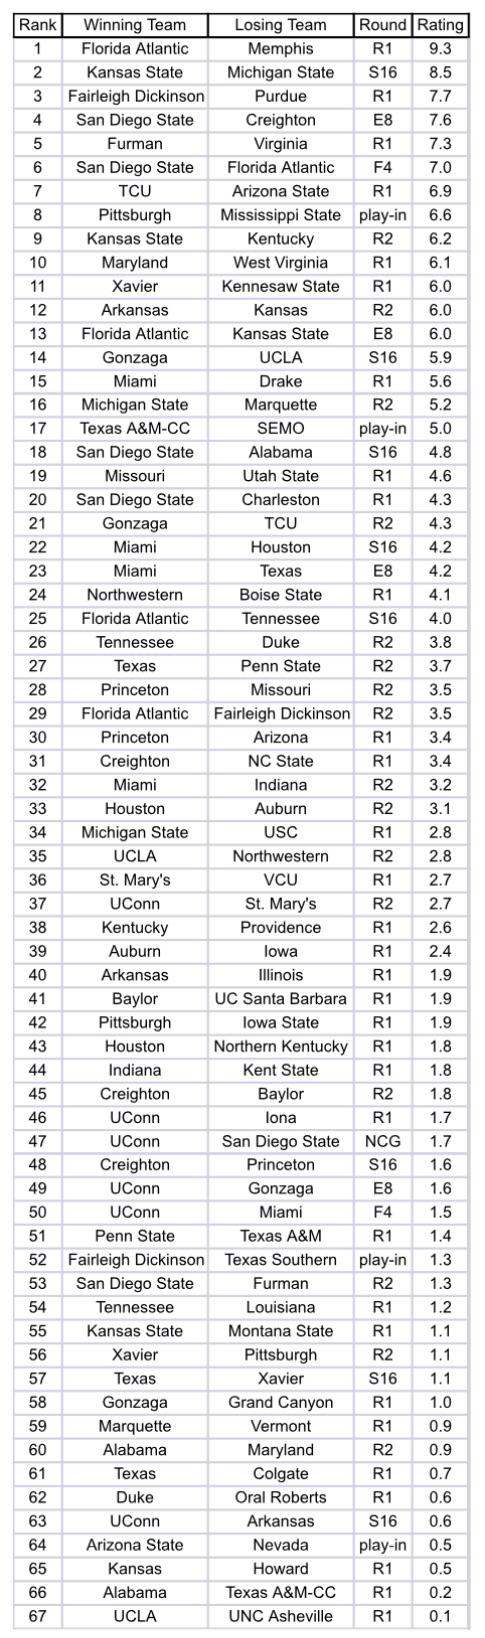 Rank Winning Team Losing Team Round Rating
1 Florida Atlantic Memphis R1 9.3
2 Kansas State Michigan State S16 8.5
3 Fairleigh Dickinson Purdue R1 7.7
4 San Diego State Creighton E8 7.6
5 Furman Virginia R1 7.3
6 San Diego State Florida Atlantic F4 7.0
7 TCU Arizona State R1 6.9
8 Pittsburgh Mississippi State play-in 6.6
9 Kansas State Kentucky R2 6.2
10 Maryland West Virginia R1 6.1
11 Xavier Kennesaw State R1 6.0
12 Arkansas Kansas R2 6.0
13 Florida Atlantic Kansas State E8 6.0
14 Gonzaga UCLA S16 5.9
15 Miami Drake R1 5.6
16 Michigan State Marquette R2 5.2
17 Texas A&M-CC SEMO play-in 5.0
18 San Diego State Alabama S16 4.8
19 Missouri Utah State R1 4.6
20 San Diego State Charleston R1 4.3
21 Gonzaga TCU R2 4.3
22 Miami Houston S16 4.2
23 Miami Texas E8 4.2
24 Northwestern Boise State R1 4.1
25 Florida Atlantic Tennessee S16 4.0
26 Tennessee Duke R2 3.8
27 Texas Penn State R2 3.7
28 Princeton Missouri R2 3.5
29 Florida Atlantic Fairleigh Dickinson R2 3.5
30 Princeton Arizona R1 3.4
31 Creighton NC State R1 3.4
32 Miami Indiana R2 3.2
33 Houston Auburn R2 3.1
34 Michigan State USC R1 2.8
35 UCLA Northwestern R2 2.8
36 St. Mary's VCU R1 2.7
37 UConn St. Mary's R2 2.7
38 Kentucky Providence R1 2.6
39 Auburn Iowa R1 2.4
40 Arkansas Illinois R1 1.9
41 Baylor UC Santa Barbara R1 1.9
42 Pittsburgh Iowa State R1 1.9
43 Houston Northern Kentucky R1 1.8
44 Indiana Kent State R1 1.8
45 Creighton Baylor R2 1.8
46 UConn Iona R1 1.7
47 UConn San Diego State NCG 1.7
48 Creighton Princeton S16 1.6
49 UConn Gonzaga E8 1.6
50 UConn Miami F4 1.5
51 Penn State Texas A&M R1 1.4
52 Fairleigh Dickinson Texas Southern play-in 1.3
53 San Diego State Furman R2 1.3
54 Tennessee Louisiana R1 1.2
55 Kansas State Montana State R1 1.1
56 Xavier Pittsburgh R2 1.1
57 Texas Xavier S16 1.1
58 Gonzaga Grand Canyon R1 1.0
59 Marquette Vermont R1 0.9
60 Alabama Maryland R2 0.9
61 Texas Colgate R1 0.7
62 Duke Oral Roberts R1 0.6
63 UConn Arkansas S16 0.6
64 Arizona State Nevada play-in 0.5
65 Kansas Howard R1 0.5
66 Alabama Texas A&M-CC R1 0.2
67 UCLA UNC Asheville R1 0.1